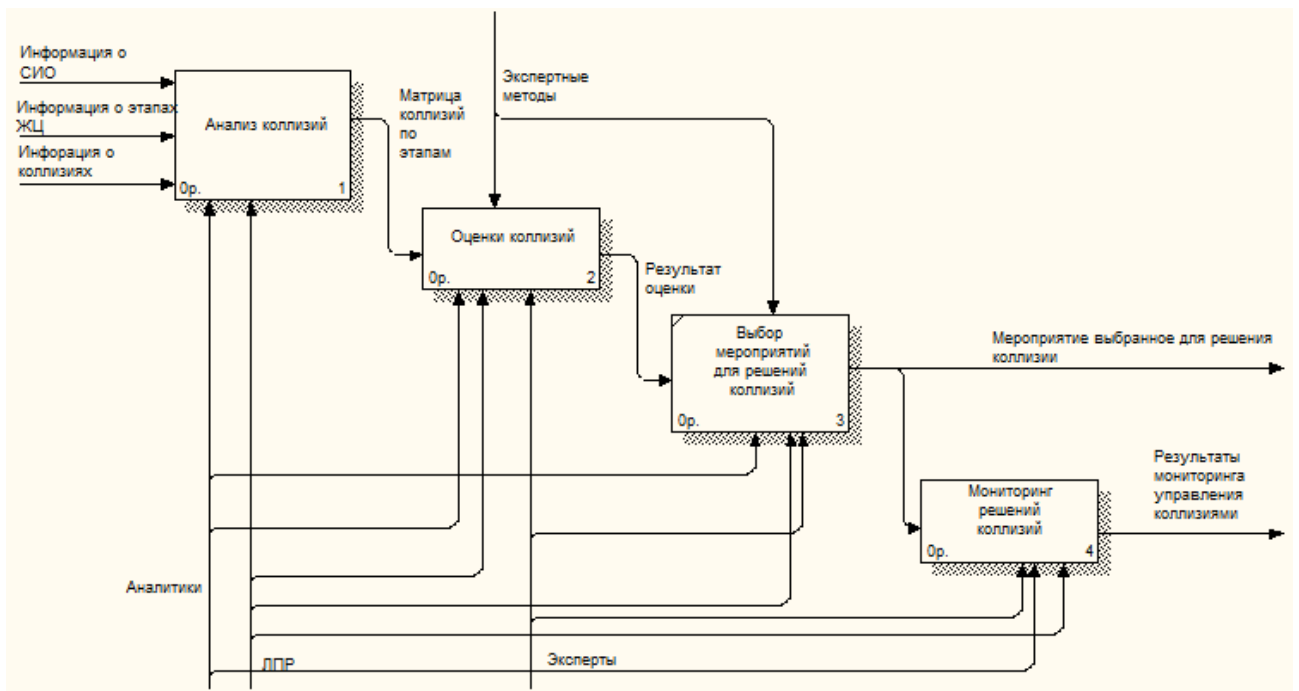 Информация о
СИО
Информация о этапах
ЖЦ
Инфорация о
коллизиях
Анализ коллизий
0р.
1
Матрица
коллизий
по
этапам
Экспертные
методы
Оценки коллизий
0р.
2
Результат
оценки
Выбор
мероприятий
для решений
коллизий
0р.
3
Мероприятие выбранное для решения
коллизии
Мониторинг
решений
коллизий
0р.
4
Результаты
мониторинга
управления
коллизиями
Аналитики
ЛПР
Эксперты